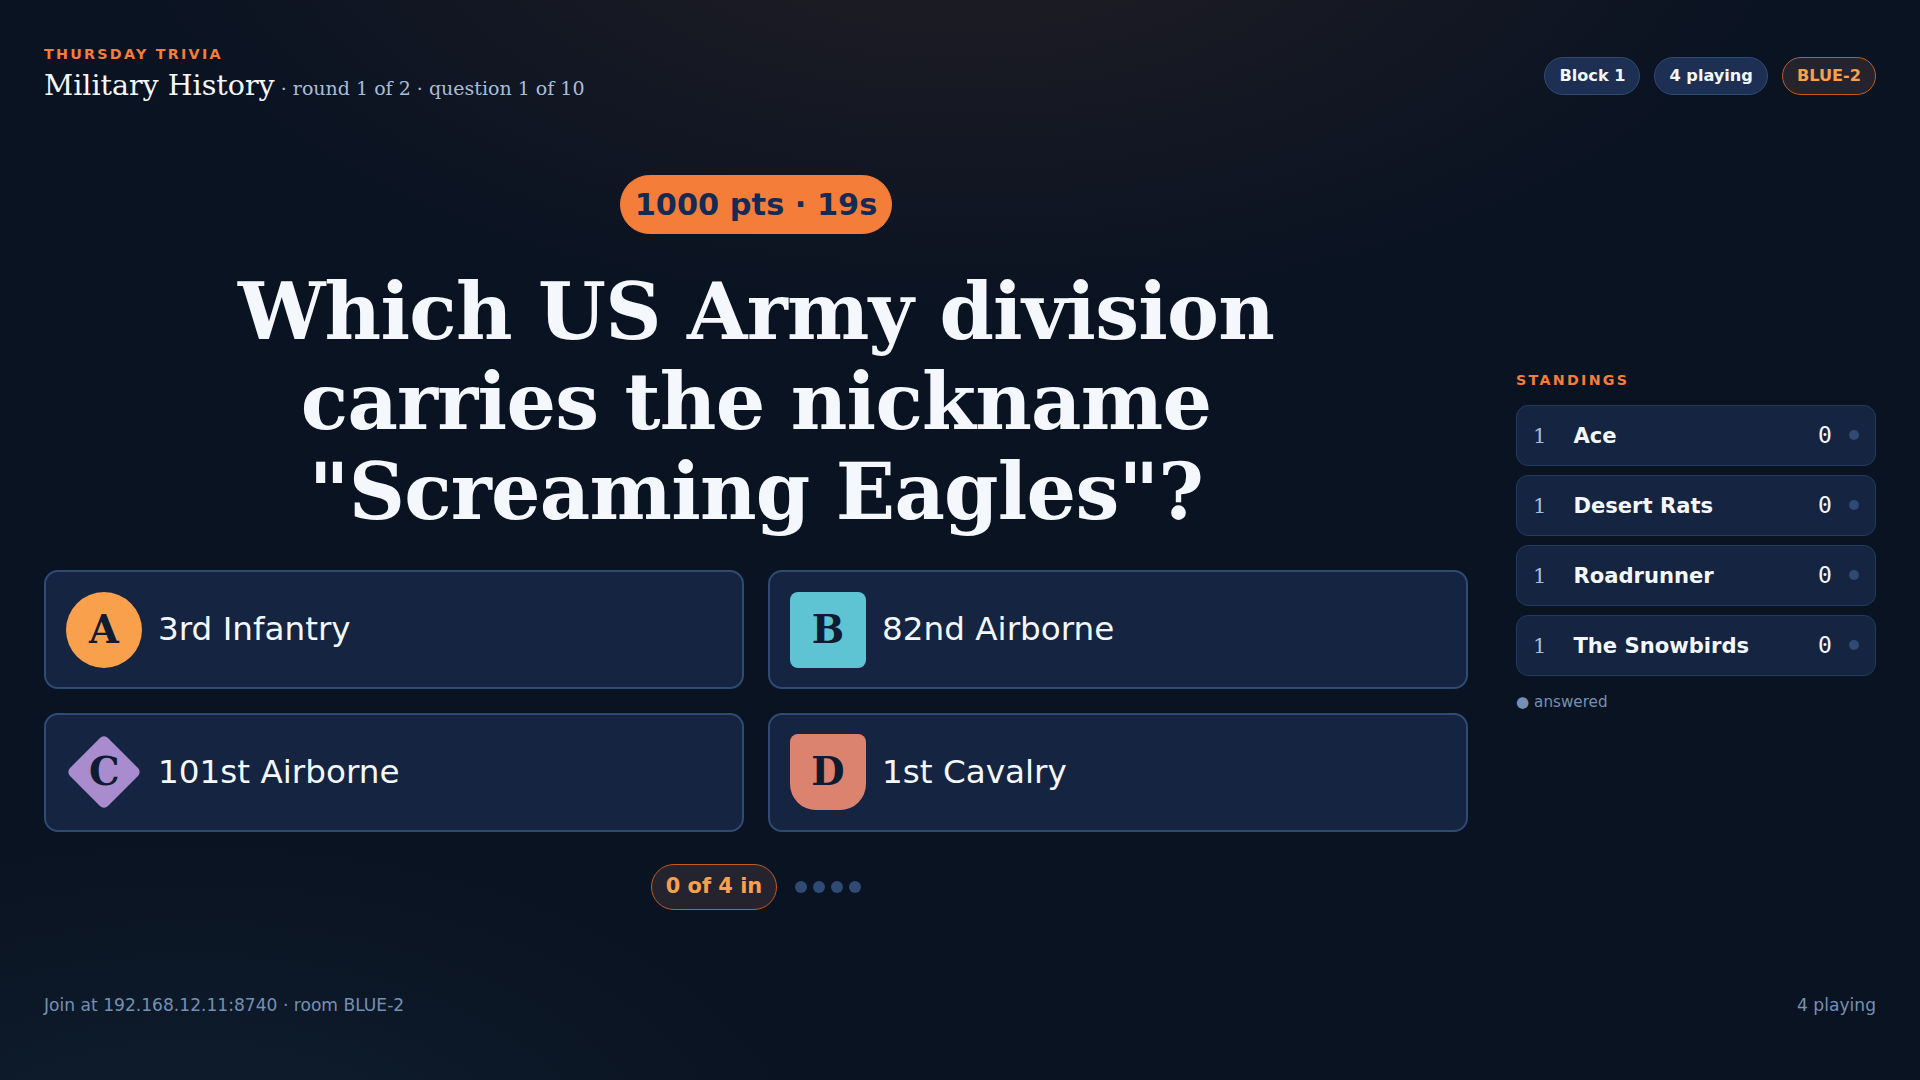 THURSDAY TRIVIA
Military History · round 1 of 2 · question 1 of 10
Block 1
4 playing
BLUE-2
1000 pts · 19s
Which US Army division
carries the nickname
"Screaming Eagles"?
A 3rd Infantry
B 82nd Airborne
C 101st Airborne
D 1st Cavalry
0 of 4 in
STANDINGS
1 Ace 0
1 Desert Rats 0
1 Roadrunner 0
1 The Snowbirds 0
answered
Join at 192.168.12.11:8740 · room BLUE-2
4 playing